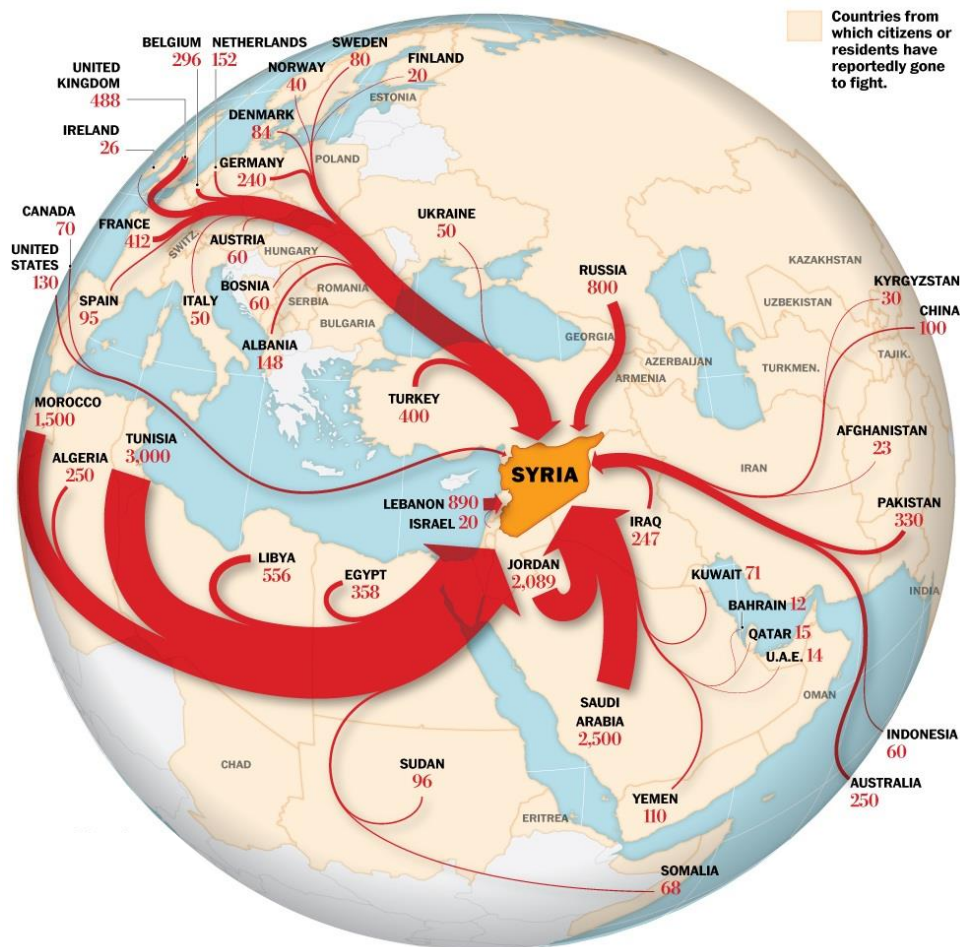 Countries from
which citizens or
residents have
reportedly gone
to fight.
BELGIUM
296
NETHERLANDS
152
SWEDEN
80
NORWAY
40
FINLAND
20
UNITED
KINGDOM
488
ESTONIA
IRELAND
26
DENMARK
84
GERMANY
240
POLAND
CANADA
70
UNITED
STATES
130
FRANCE
412
SWITZ.
AUSTRIA
60
HUNGARY
UKRAINE
50
RUSSIA
800
KAZAKHSTAN
KYRGYZSTAN
30
CHINA
100
UZBEKISTAN
SPAIN
95
ITALY
50
BOSNIA
60
SERBIA
ROMANIA
BULGARIA
ALBANIA
148
GEORGIA
AZERBAIJAN
ARMENIA
TURKMEN.
TAJIK.
TURKEY
400
MOROCCO
1,500
ALGERIA
250
TUNISIA
3,000
SYRIA
IRAN
AFGHANISTAN
23
LEBANON 890
ISRAEL 20
IRAQ
247
PAKISTAN
330
LIBYA
556
EGYPT
358
JORDAN
2,089
KUWAIT 71
BAHRAIN 12
QATAR 15
U.A.E. 14
INDIA
OMAN
SAUDI
ARABIA
2,500
INDONESIA
60
AUSTRALIA
250
CHAD
SUDAN
96
YEMEN
110
ERITREA
SOMALIA
68